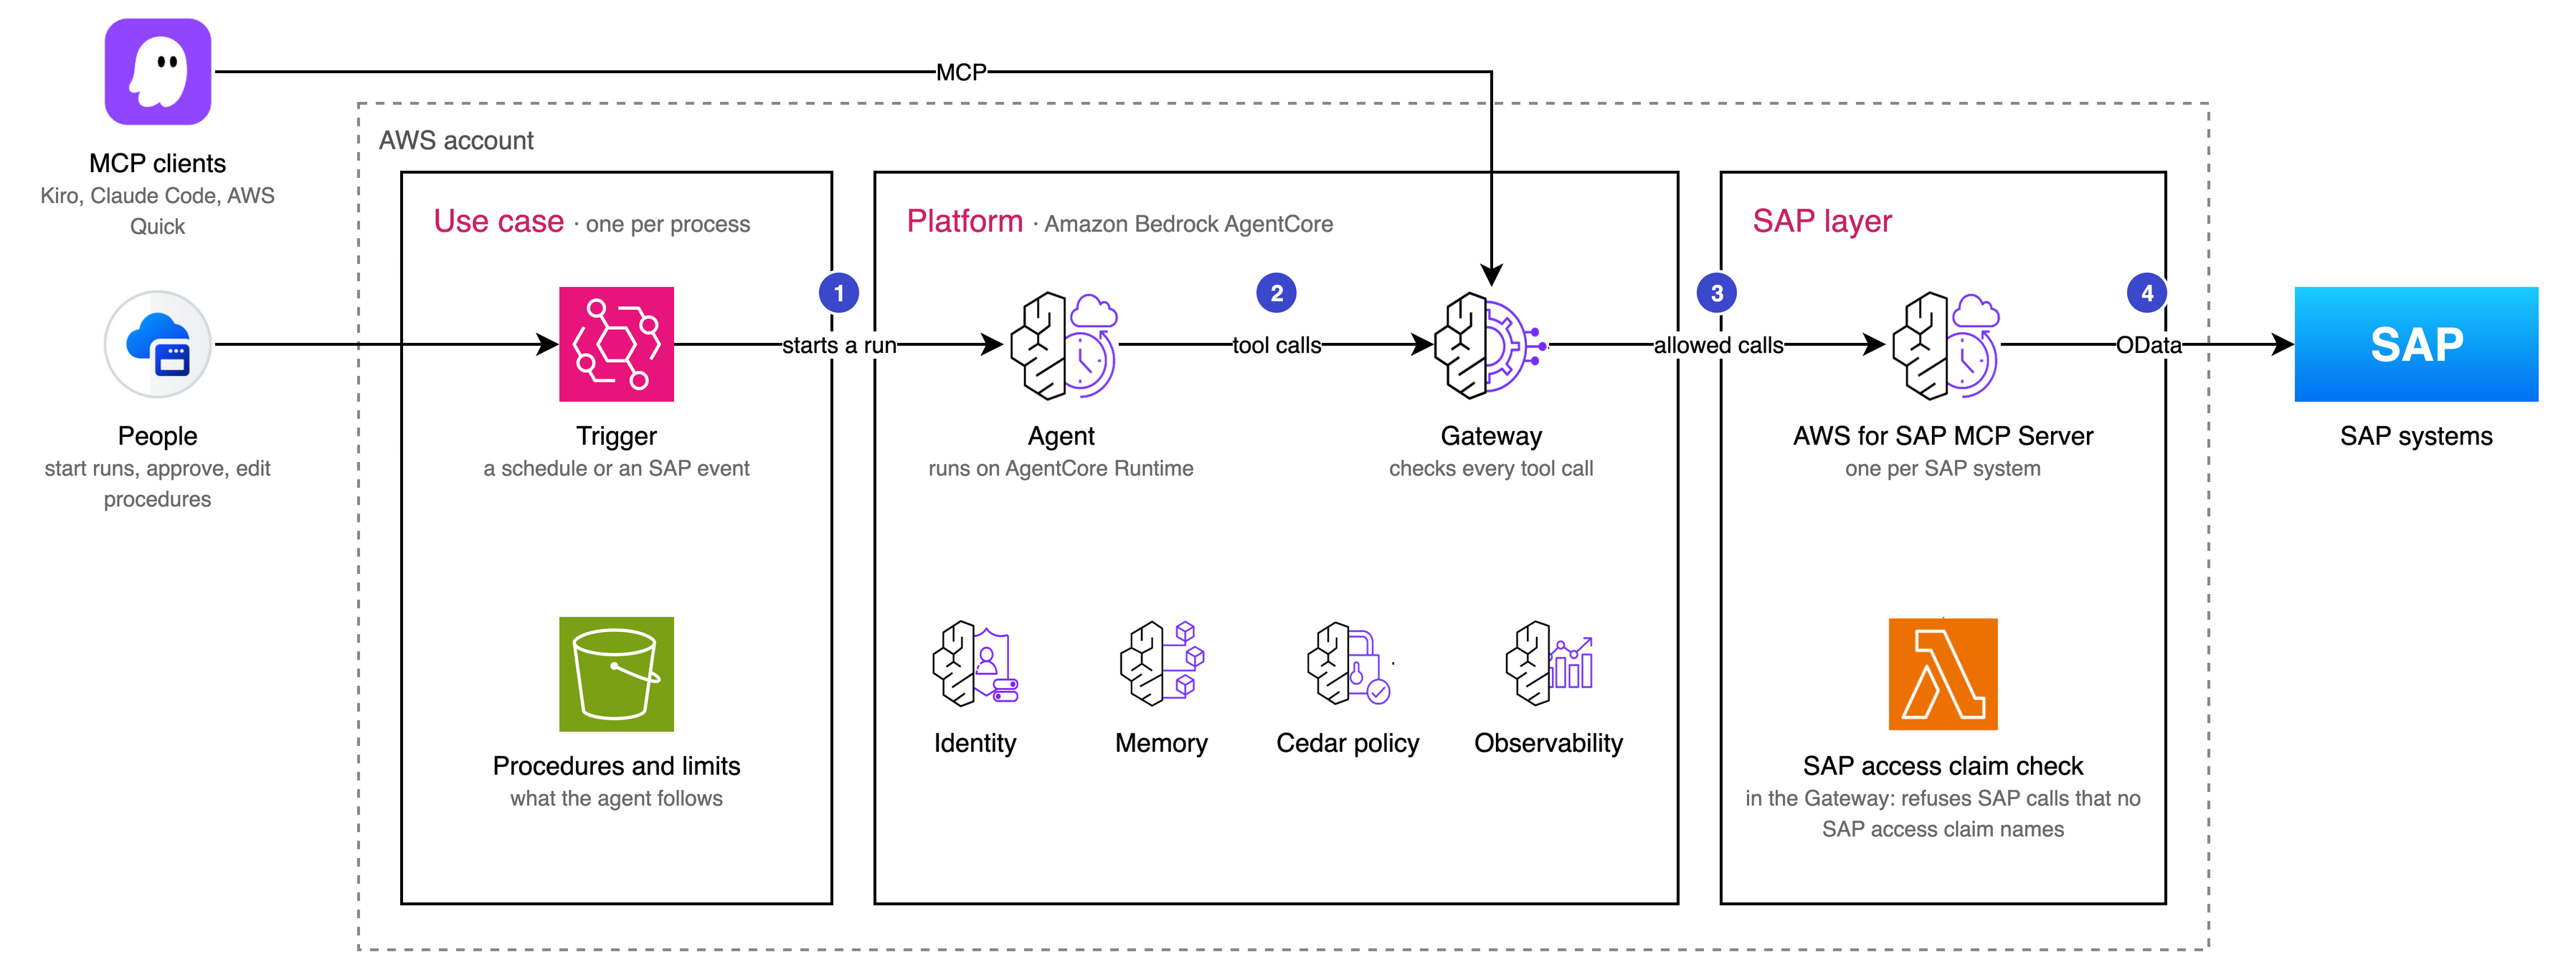 MCP
AWS account
MCP clients
Kiro, Claude Code, AWS
Quick
Use case · one per process
Platform · Amazon Bedrock AgentCore
SAP layer
1
2
3
4
starts a run
tool calls
allowed calls
OData
SAP
People
start runs, approve, edit
procedures
Trigger
a schedule or an SAP event
Agent
runs on AgentCore Runtime
Gateway
checks every tool call
AWS for SAP MCP Server
one per SAP system
SAP systems
Procedures and limits
what the agent follows
Identity
Memory
Cedar policy
Observability
SAP access claim check
in the Gateway: refuses SAP calls that no
SAP access claim names